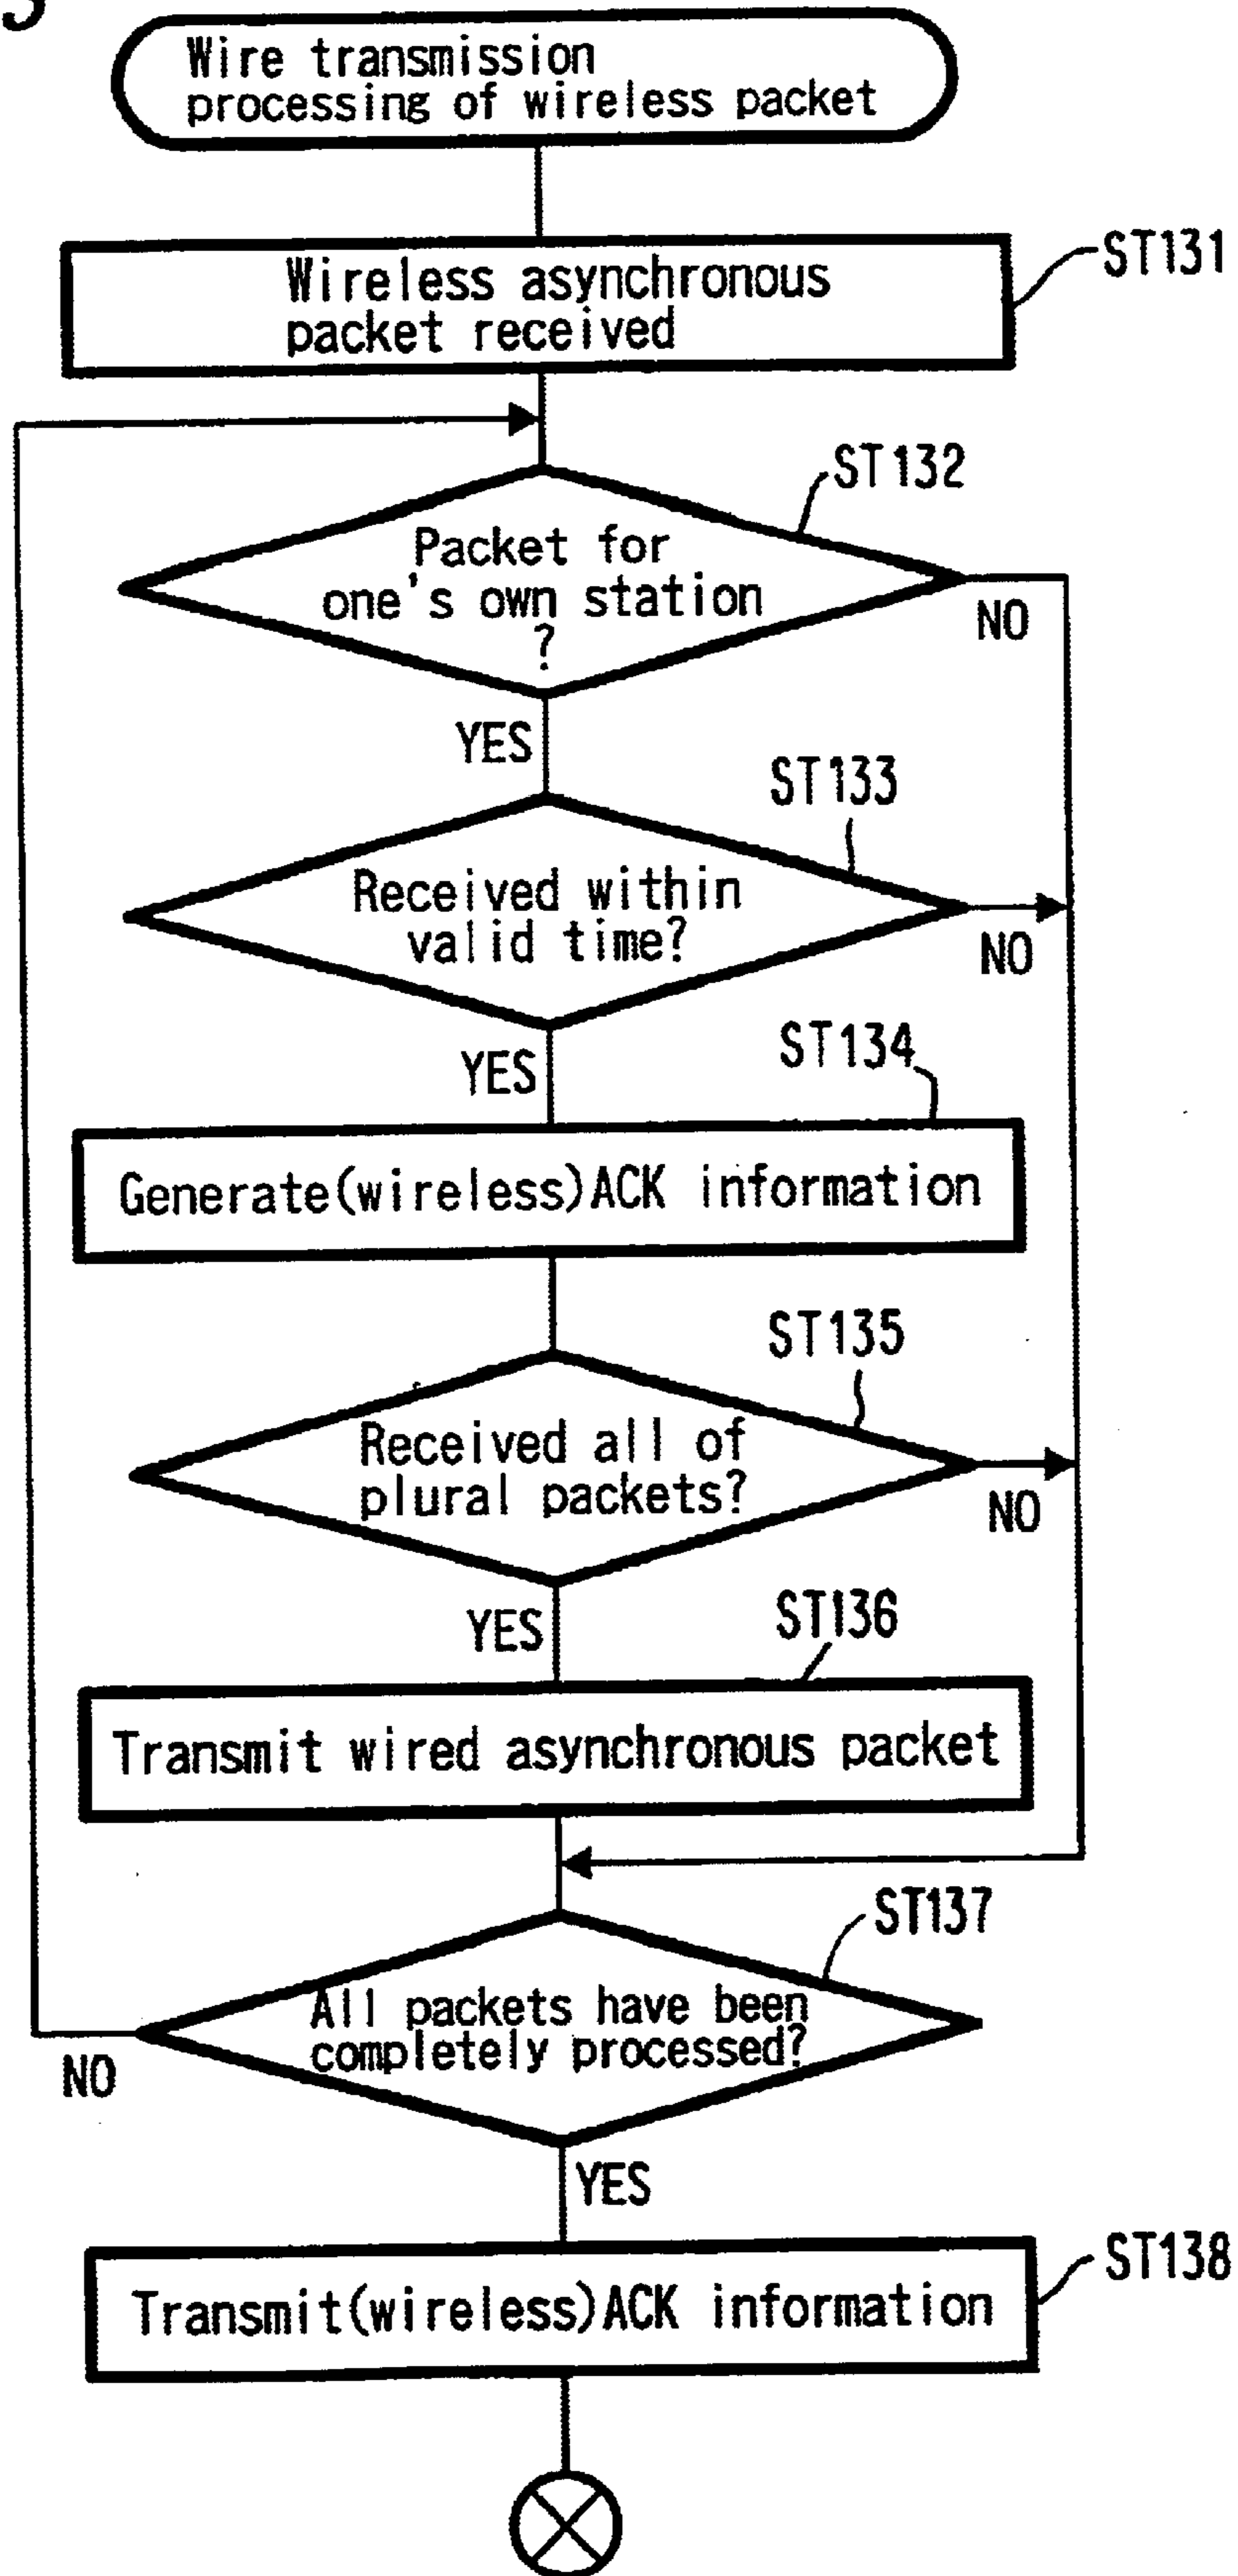 Wire transmission
processing of wireless packet
ST131
Wireless asynchronous
packet received
ST132
Packet for
one's own station
?
NO
YES
ST133
Received within
valid time?
NO
YES
ST134
Generate(wireless)ACK information
ST135
Received all of
plural packets?
NO
YES
ST136
Transmit wired asynchronous packet
ST137
All packets have been
completely processed?
NO
YES
ST138
Transmit(wireless)ACK information